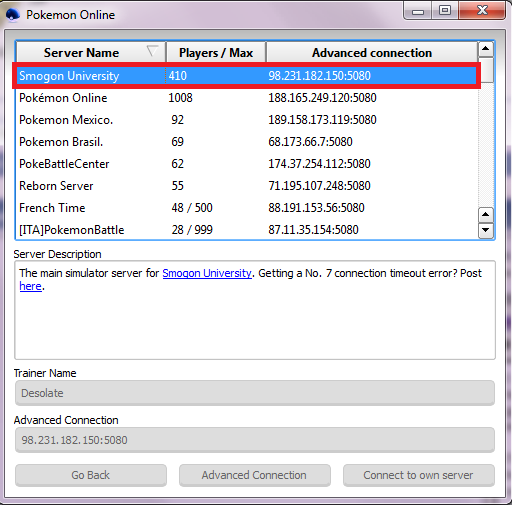 Pokemon Online
Server Name Players / Max Advanced connection
Smogon University 410 98.231.182.150:5080
Pokémon Online 1008 188.165.249.120:5080
Pokemon Mexico. 92 189.158.173.119:5080
Pokemon Brasil. 69 68.173.66.7:5080
PokeBattleCenter 62 174.37.254.112:5080
Reborn Server 55 71.195.107.248:5080
French Time 48 / 500 88.191.153.56:5080
[ITA]PokemonBattle 28 / 999 87.11.35.154:5080
Server Description
The main simulator server for Smogon University. Getting a No. 7 connection timeout error? Post
here.
Trainer Name
Desolate
Advanced Connection
98.231.182.150:5080
Go Back Advanced Connection Connect to own server